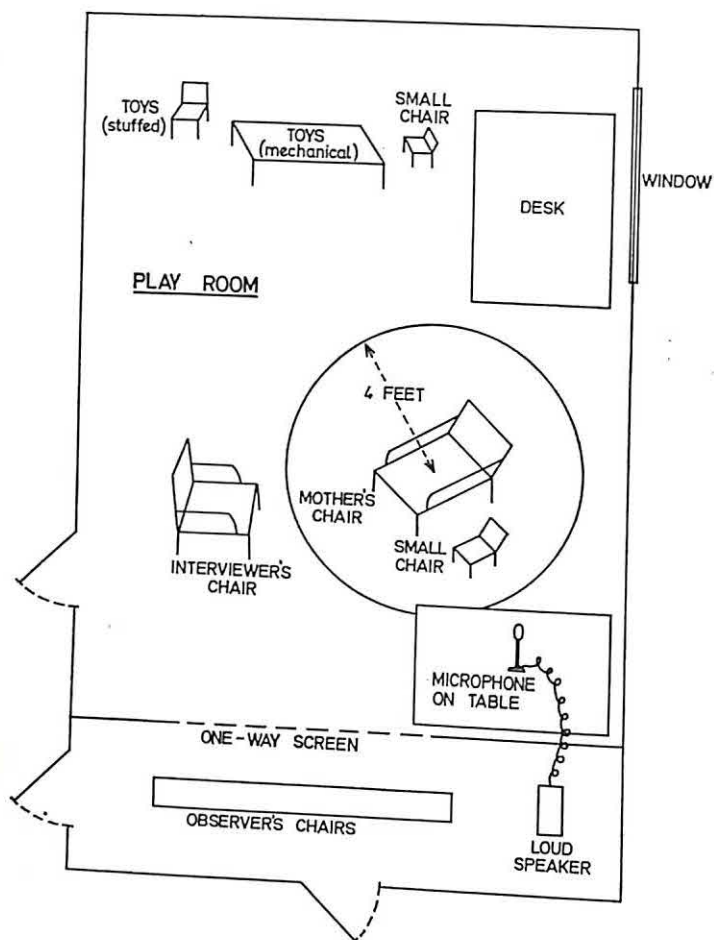 TOYS
(stuffed)
TOYS
(mechanical)
SMALL
CHAIR
DESK
WINDOW
PLAY ROOM
4 FEET
MOTHER'S
CHAIR
SMALL
CHAIR
INTERVIEWER'S
CHAIR
MICROPHONE
ON TABLE
ONE-WAY SCREEN
OBSERVER'S CHAIRS
LOUD
SPEAKER